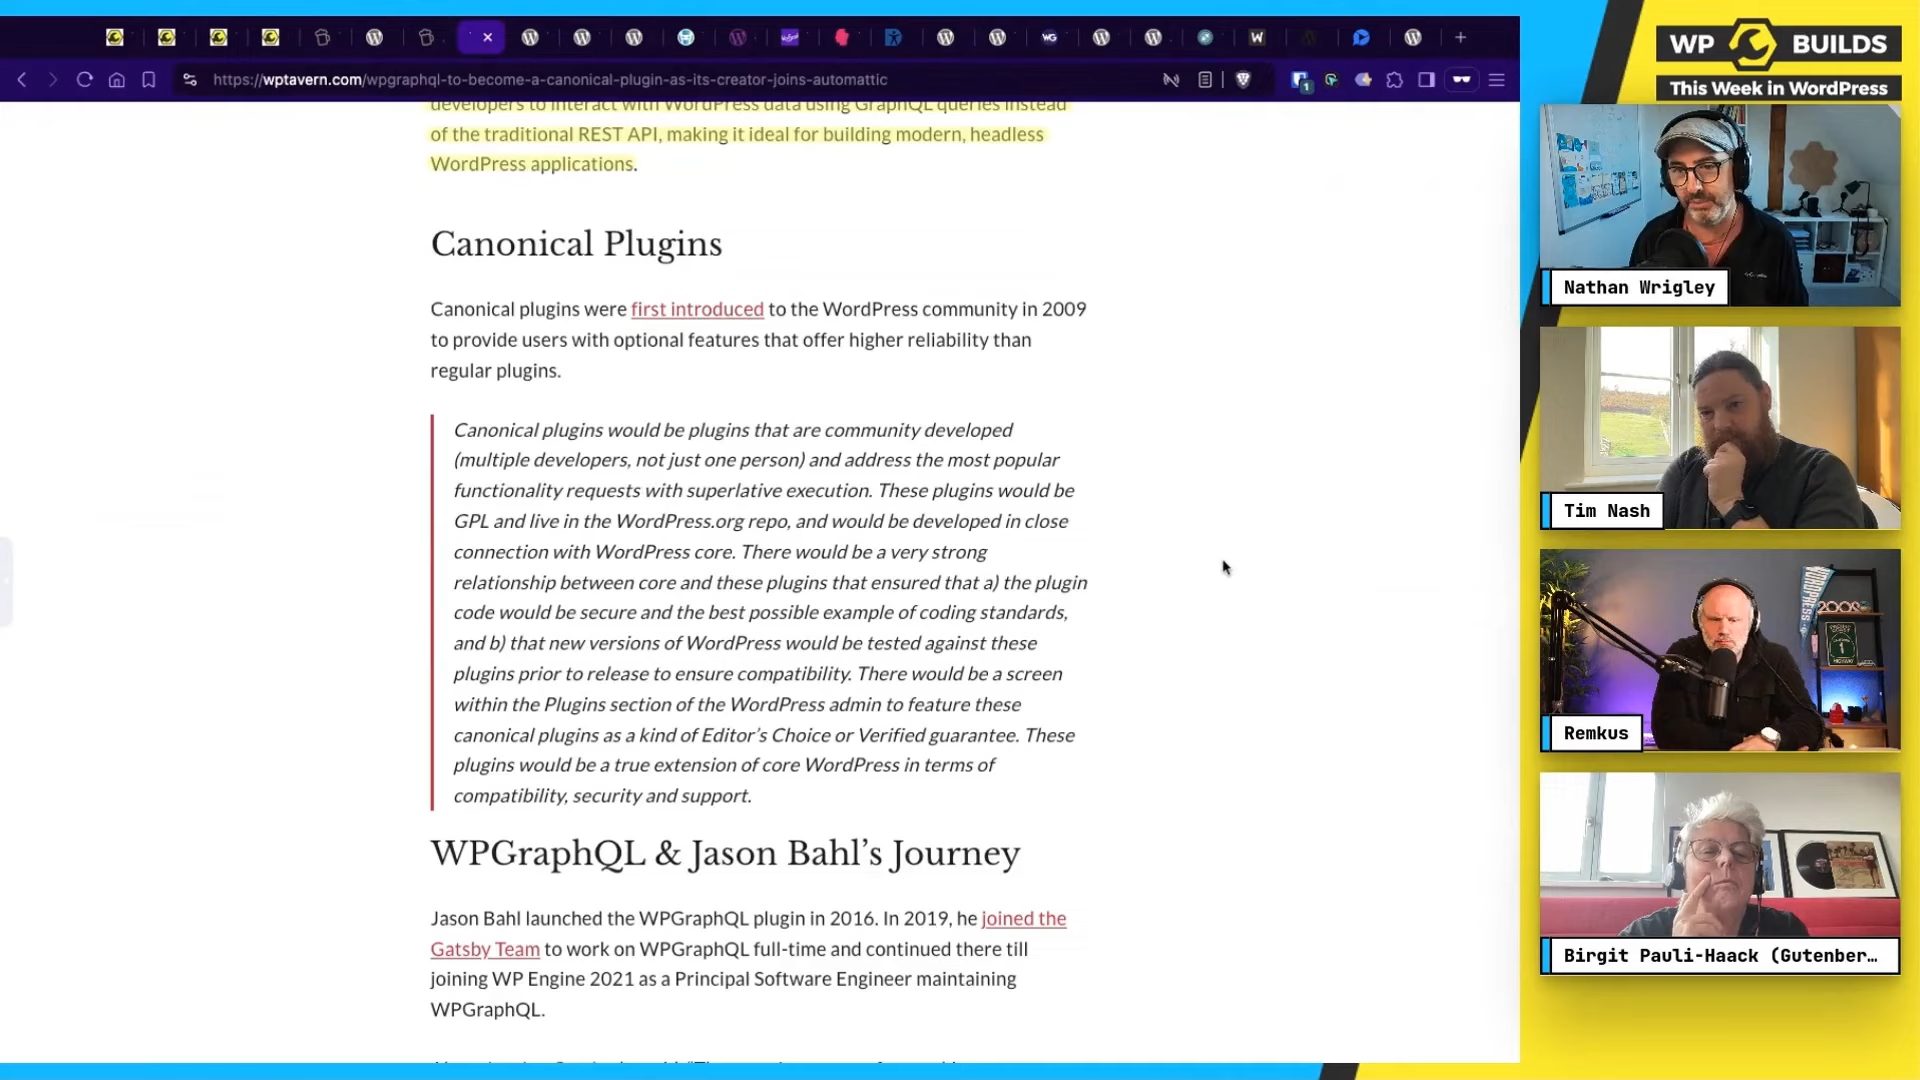 https://wptavern.com/wpgraphql-to-become-a-canonical-plugin-as-its-creator-joins-automattic
developers to interact with WordPress data using GraphQL queries instead
of the traditional REST API, making it ideal for building modern, headless
WordPress applications.
Canonical Plugins
Canonical plugins were first introduced to the WordPress community in 2009
to provide users with optional features that offer higher reliability than
regular plugins.
Canonical plugins would be plugins that are community developed
(multiple developers, not just one person) and address the most popular
functionality requests with superlative execution. These plugins would be
GPL and live in the WordPress.org repo, and would be developed in close
connection with WordPress core. There would be a very strong
relationship between core and these plugins that ensured that a) the plugin
code would be secure and the best possible example of coding standards,
and b) that new versions of WordPress would be tested against these
plugins prior to release to ensure compatibility. There would be a screen
within the Plugins section of the WordPress admin to feature these
canonical plugins as a kind of Editor’s Choice or Verified guarantee. These
plugins would be a true extension of core WordPress in terms of
compatibility, security and support.
WPGraphQL & Jason Bahl’s Journey
Jason Bahl launched the WPGraphQL plugin in 2016. In 2019, he joined the
Gatsby Team to work on WPGraphQL full-time and continued there till
joining WP Engine 2021 as a Principal Software Engineer maintaining
WPGraphQL.
WP BUILDS
This Week in WordPress
Nathan Wrigley
Tim Nash
Remkus
Birgit Pauli-Haack (Gutenber…